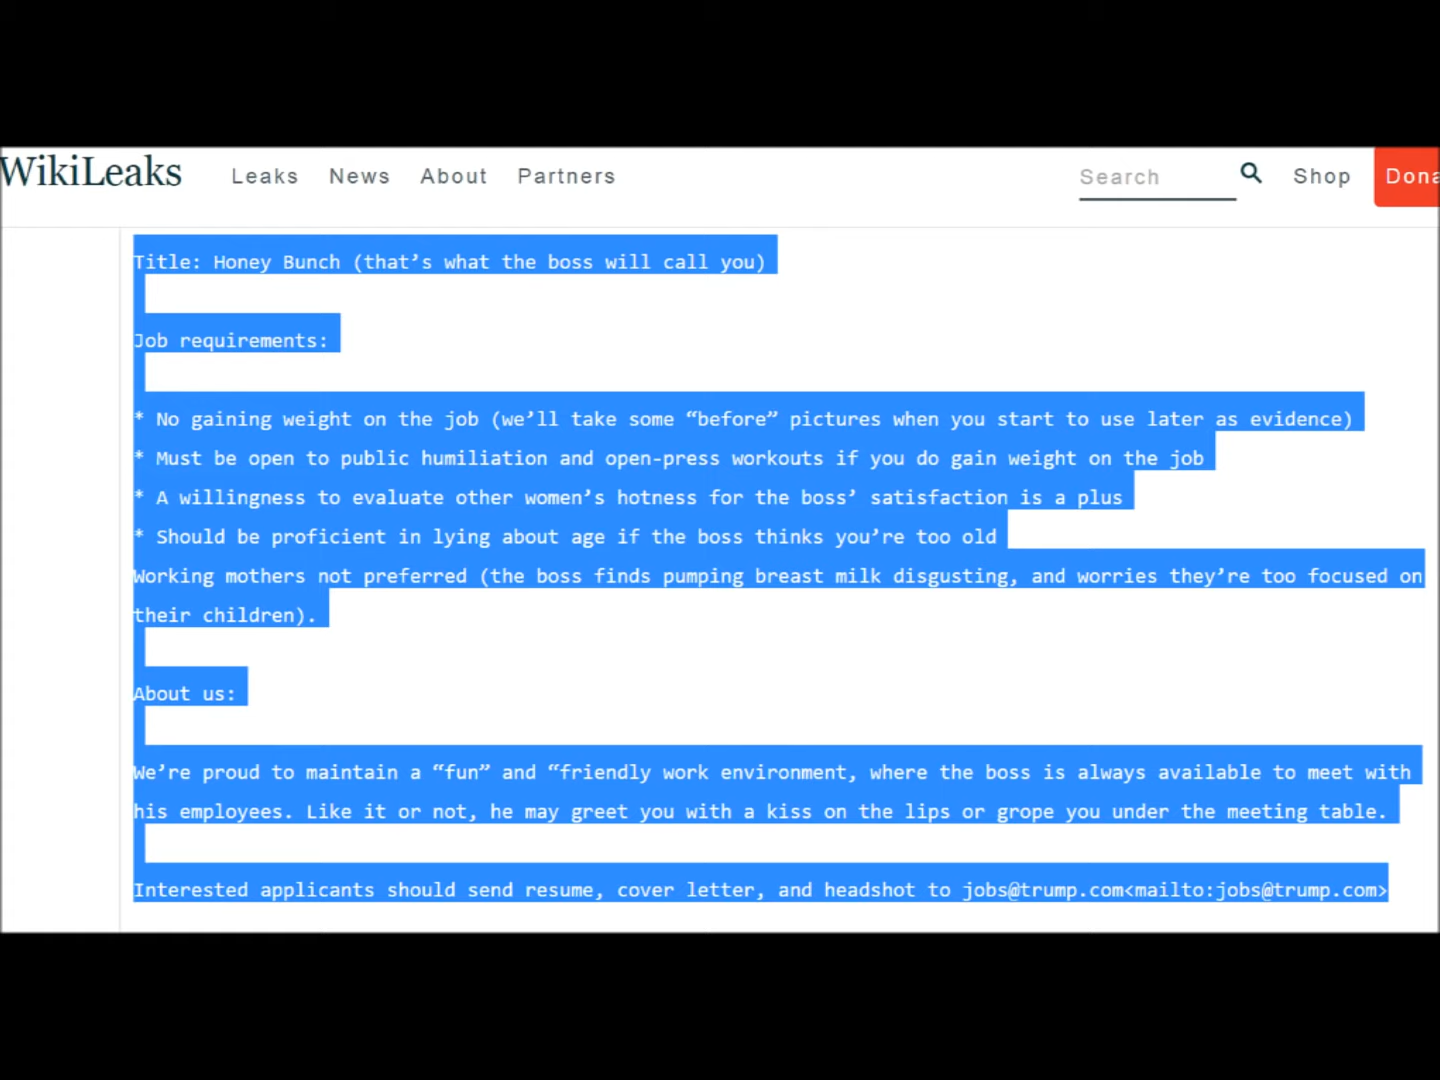 WikiLeaks Leaks News About Partners Search Shop Dona
Title: Honey Bunch (that’s what the boss will call you)
Job requirements:
* No gaining weight on the job (we’ll take some “before” pictures when you start to use later as evidence)
* Must be open to public humiliation and open-press workouts if you do gain weight on the job
* A willingness to evaluate other women’s hotness for the boss’ satisfaction is a plus
* Should be proficient in lying about age if the boss thinks you’re too old
Working mothers not preferred (the boss finds pumping breast milk disgusting, and worries they’re too focused on
their children).
About us:
We’re proud to maintain a “fun” and “friendly work environment, where the boss is always available to meet with
his employees. Like it or not, he may greet you with a kiss on the lips or grope you under the meeting table.
Interested applicants should send resume, cover letter, and headshot to jobs@trump.com<mailto:jobs@trump.com>